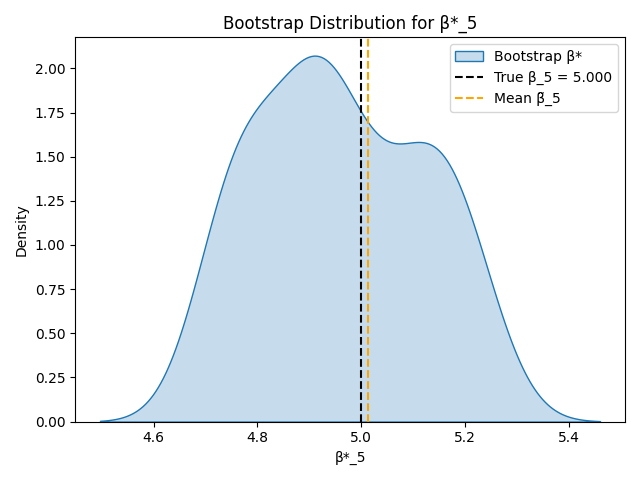 Bootstrap Distribution for β*_5
Bootstrap β*
True β_5 = 5.000
Mean β_5
Density
2.00
1.75
1.50
1.25
1.00
0.75
0.50
0.25
0.00
4.6 4.8 5.0 5.2 5.4
β*_5